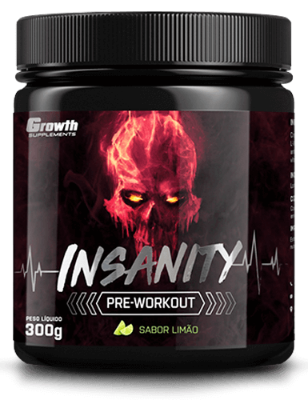 Growth
SUPPLEMENTS
INSANITY
PRE-WORKOUT
SABOR LIMÃO
PESO LÍQUIDO
300g